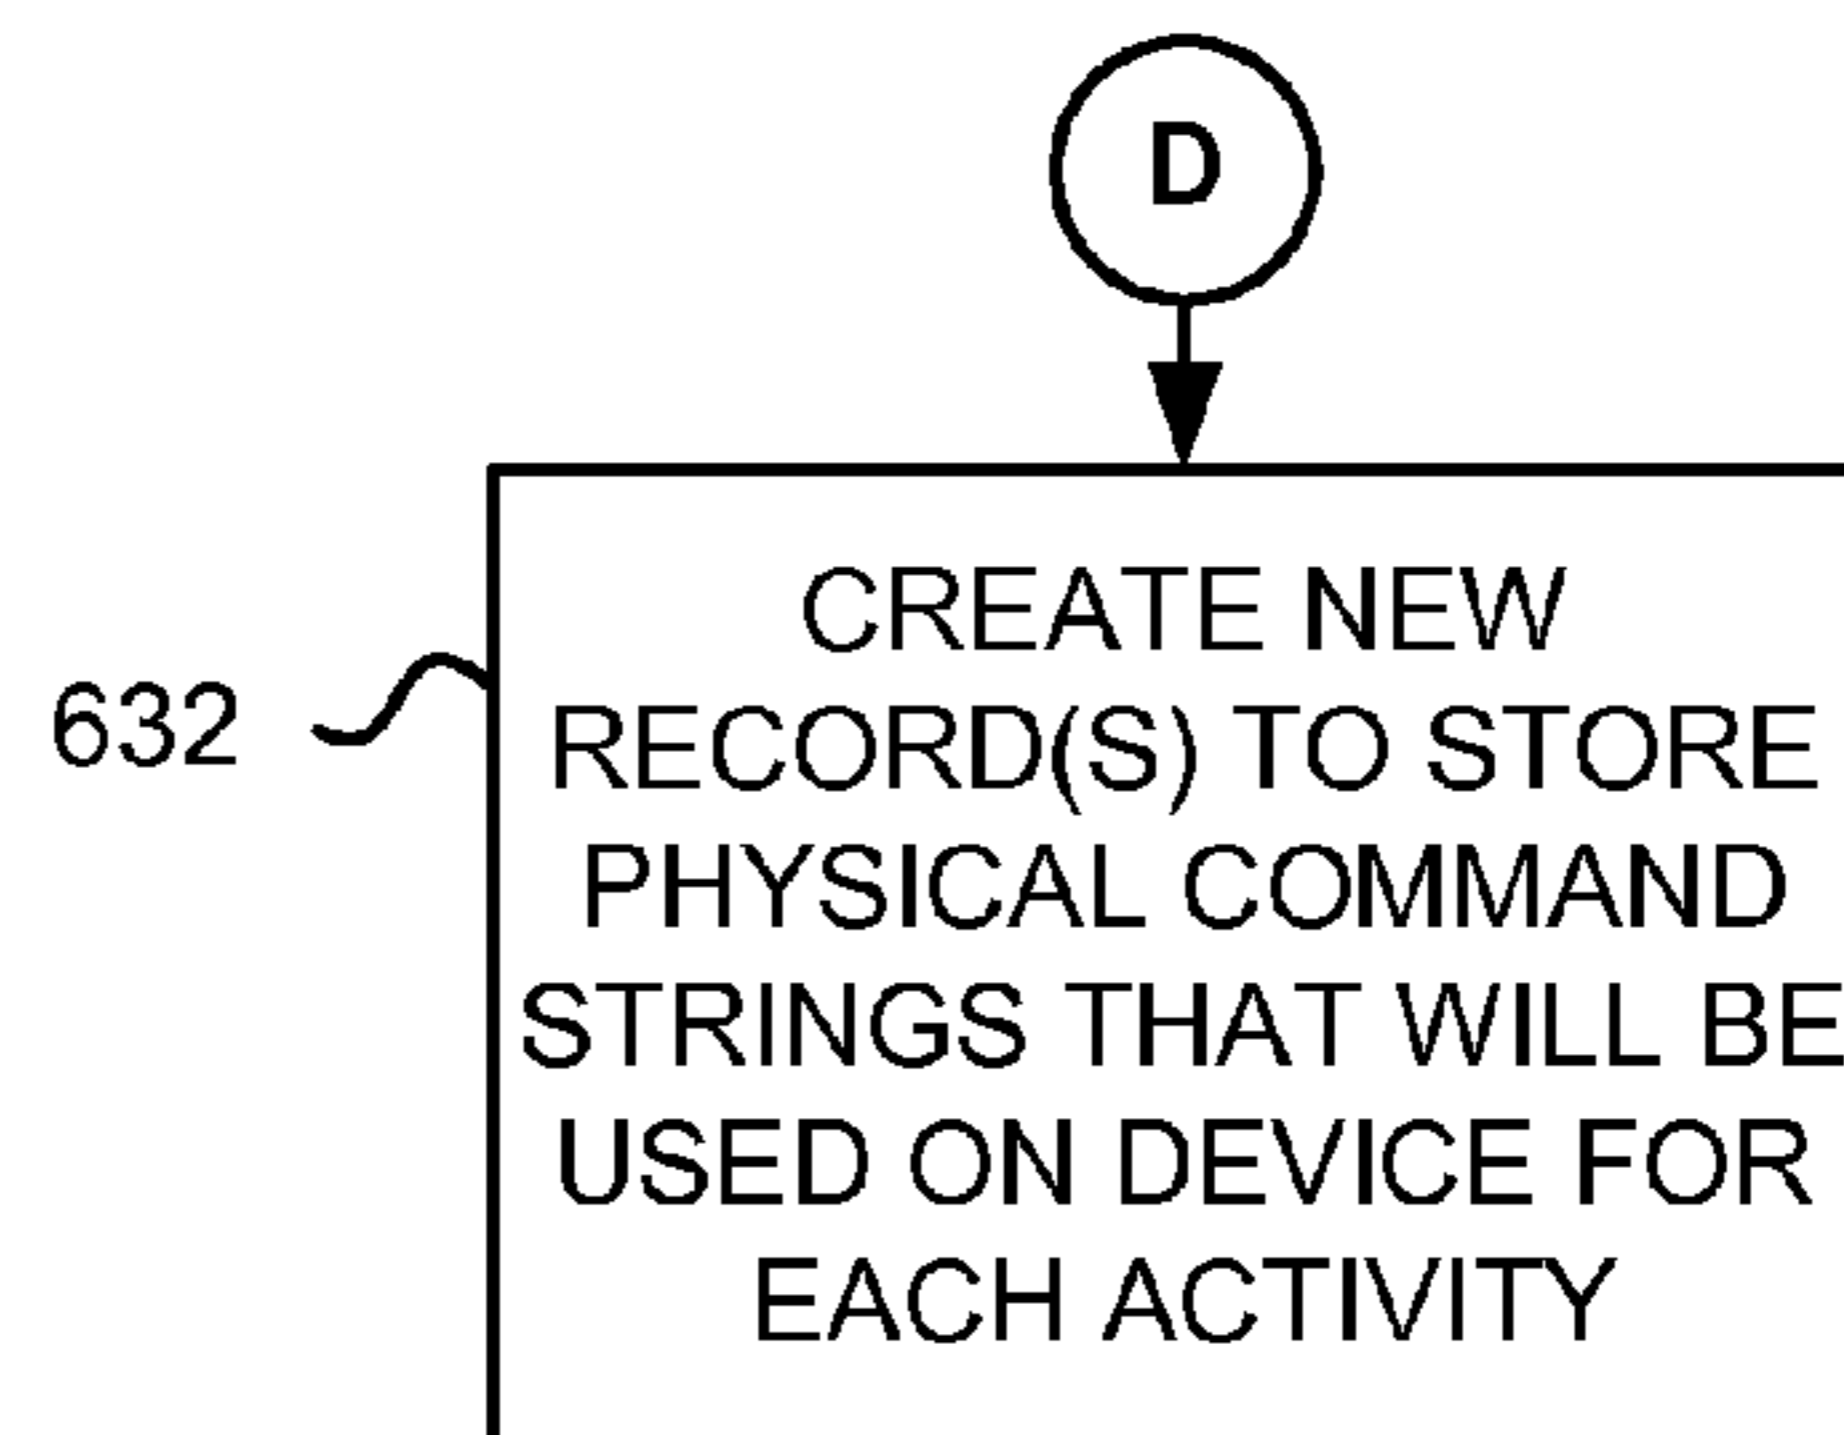 D
CREATE NEW
632
RECORD(S) TO STORE
PHYSICAL COMMAND
STRINGS THAT WILL BE
USED ON DEVICE FOR
EACH ACTIVITY